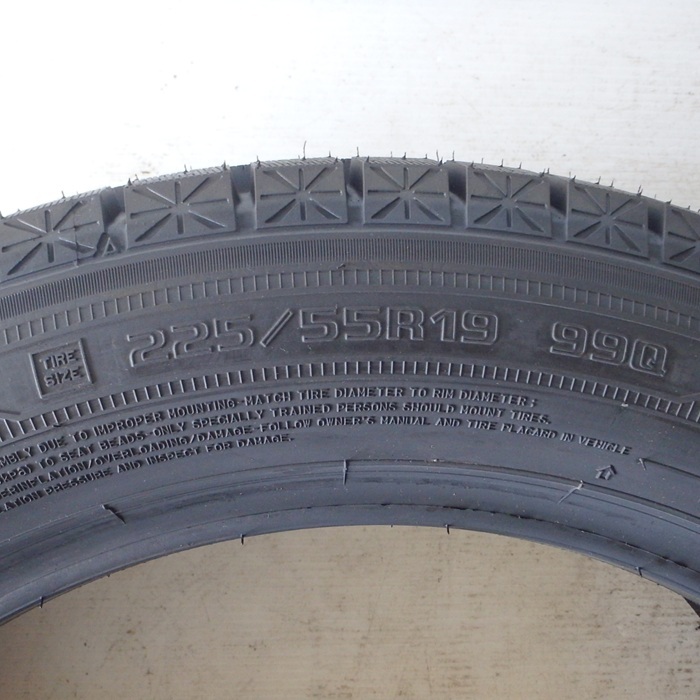 TIRE
SIZE
225/55R19 99Q
DUE TO IMPROPER MOUNTING-MATCH TIRE DIAMETER TO RIM DIAMETER;
TO SEAT BEADS-ONLY SPECIALLY TRAINED PERSONS SHOULD MOUNT TIRES.
/OVERLOADING/DAMAGE-FOLLOW OWNER'S MANUAL AND TIRE PLACARD IN VEHICLE
PRESSURE AND INSPECT FOR DAMAGE.